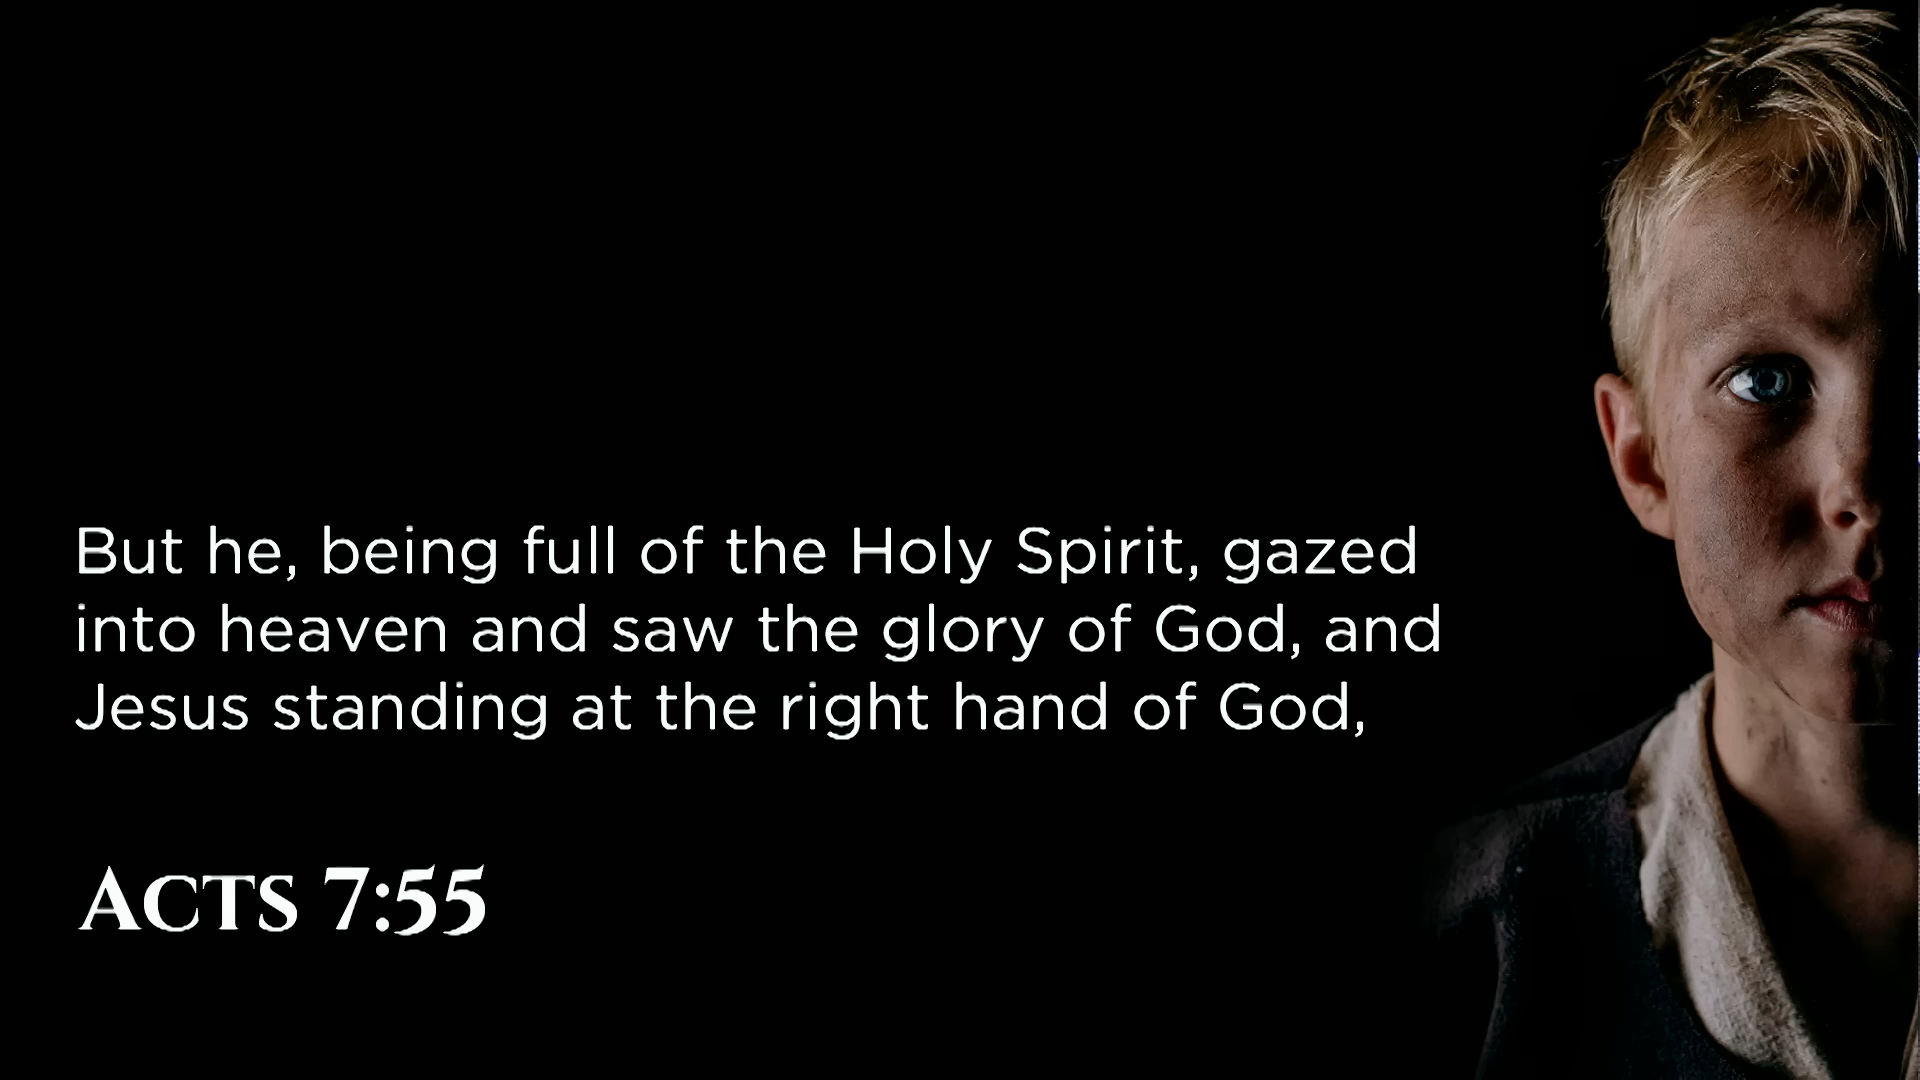 But he, being full of the Holy Spirit, gazed
into heaven and saw the glory of God, and
Jesus standing at the right hand of God,
Acts 7:55